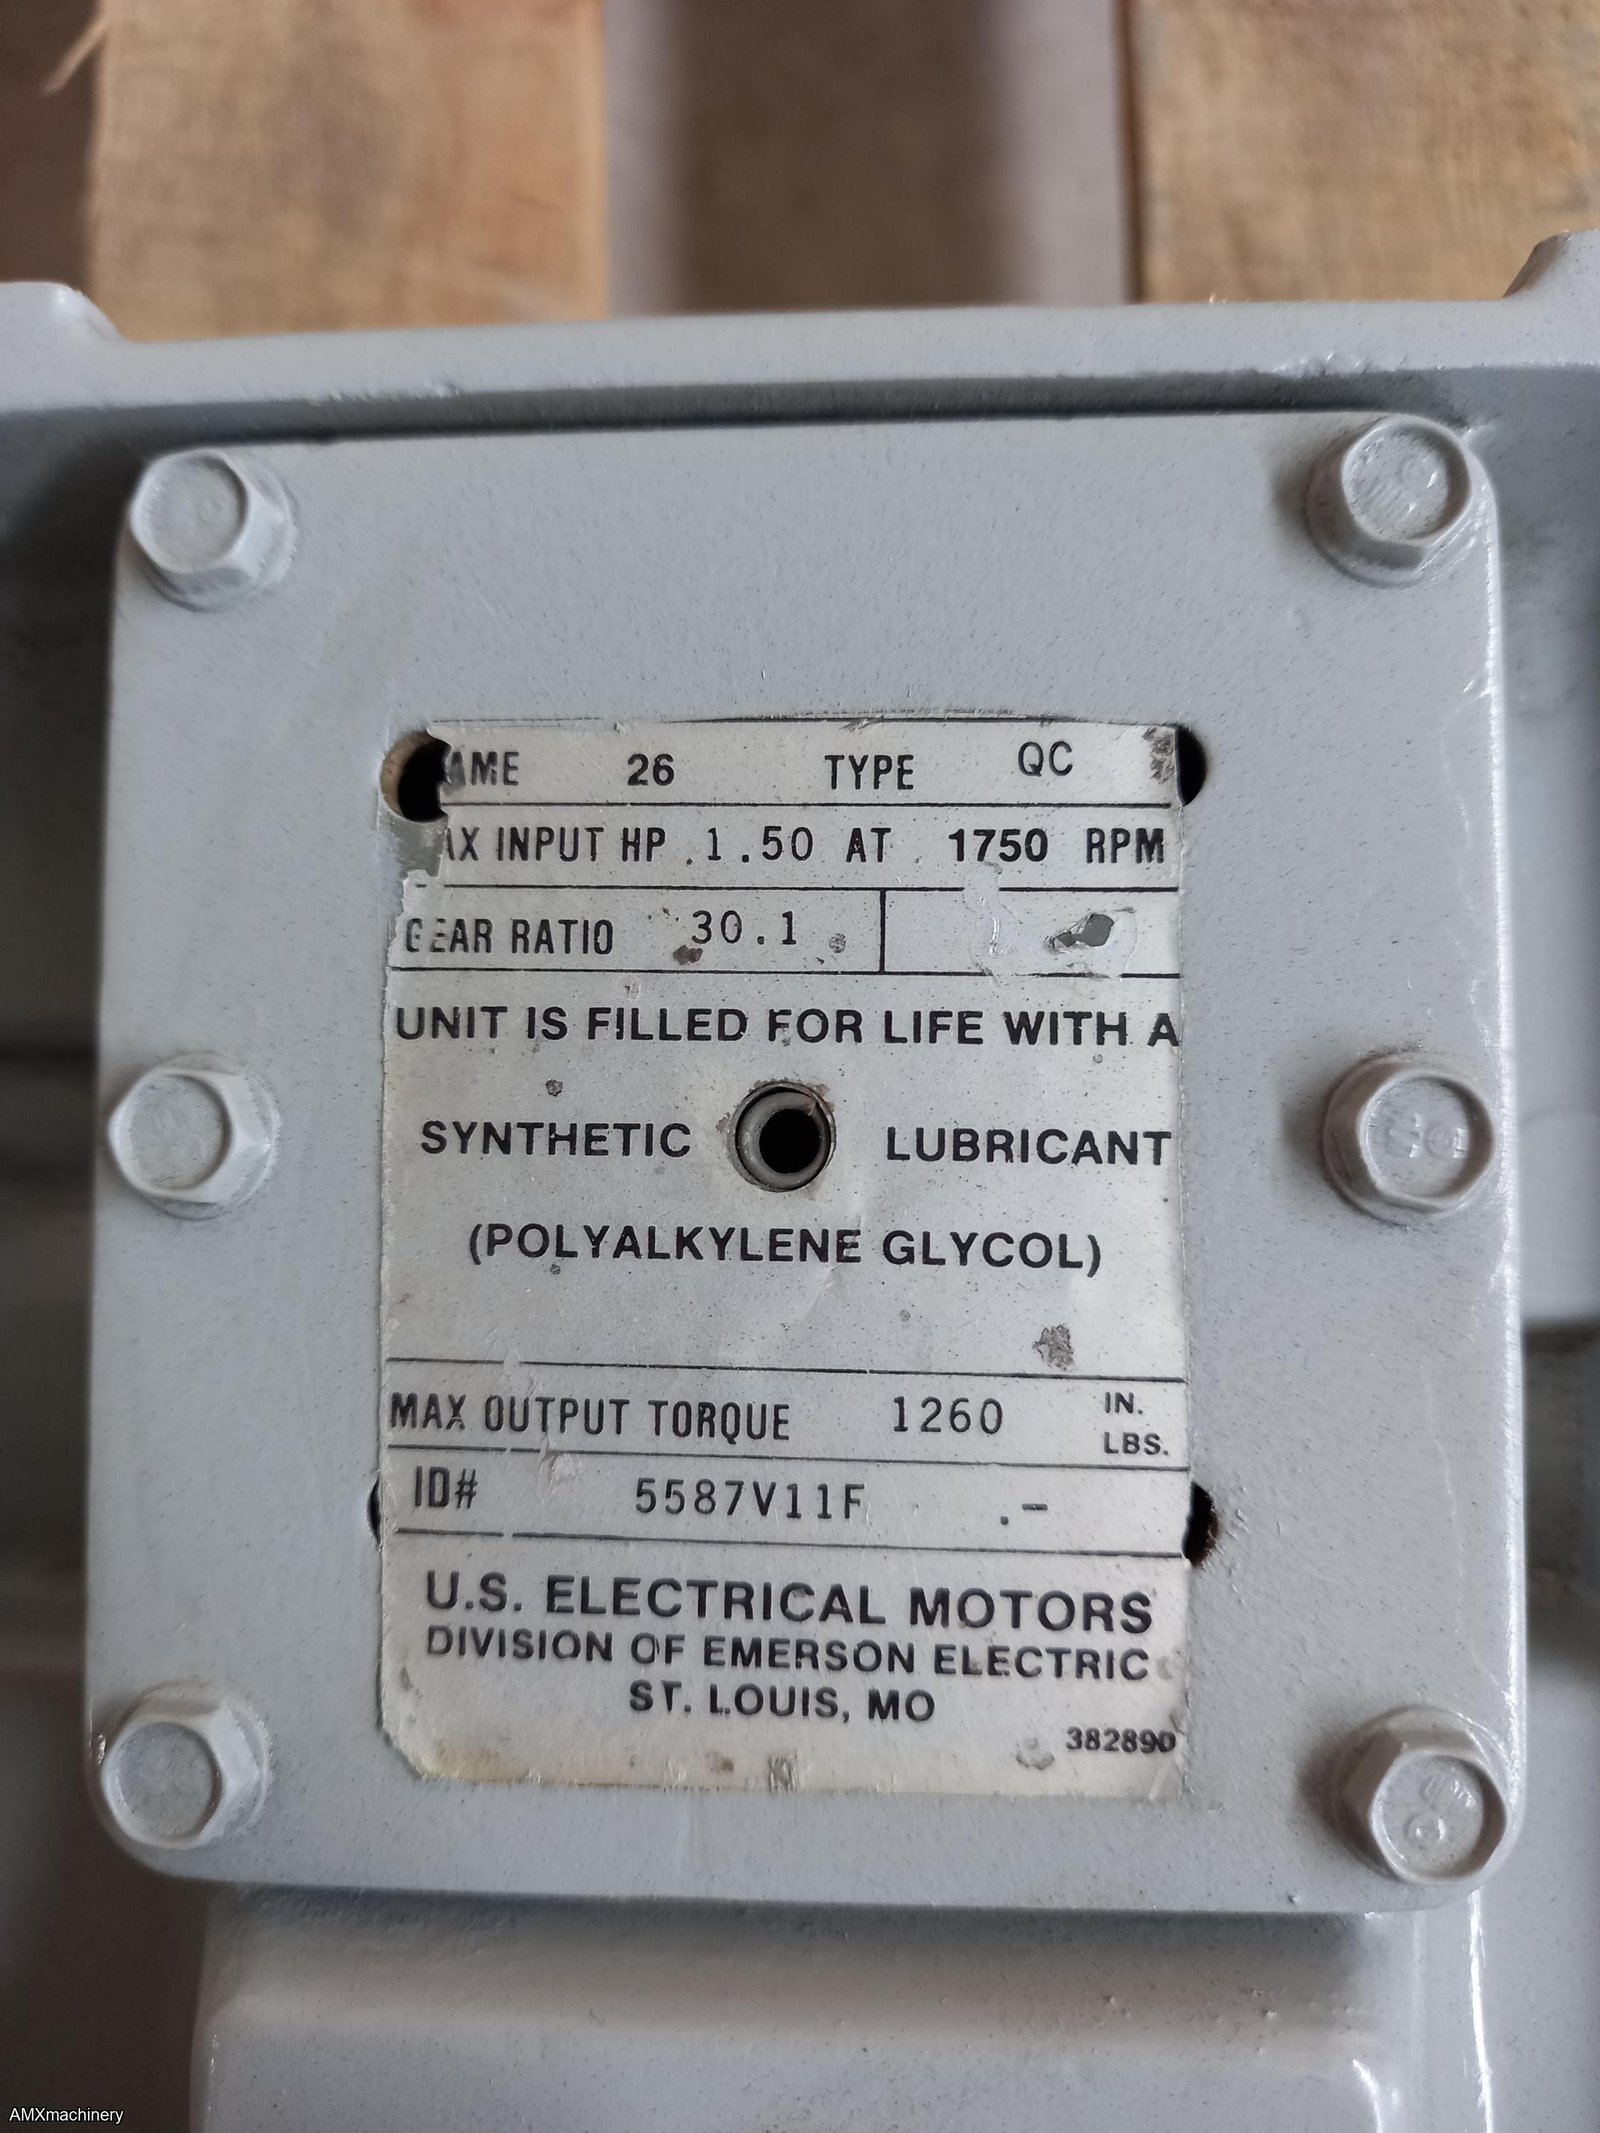 AME 26 TYPE QC
AX INPUT HP .1.50 AT . 1750 RPM
GEAR RATIO 30.1
UNIT IS FILLED FOR LIFE WITH A
SYNTHETIC LUBRICANT
(POLYALKYLENE GLYCOL)
MAX OUTPUT TORQUE 1260 IN. LBS.
ID# 5587V11F .-
U.S. ELECTRICAL MOTORS
DIVISION OF EMERSON ELECTRIC
ST. LOUIS, MO
382890
AMXmachinery